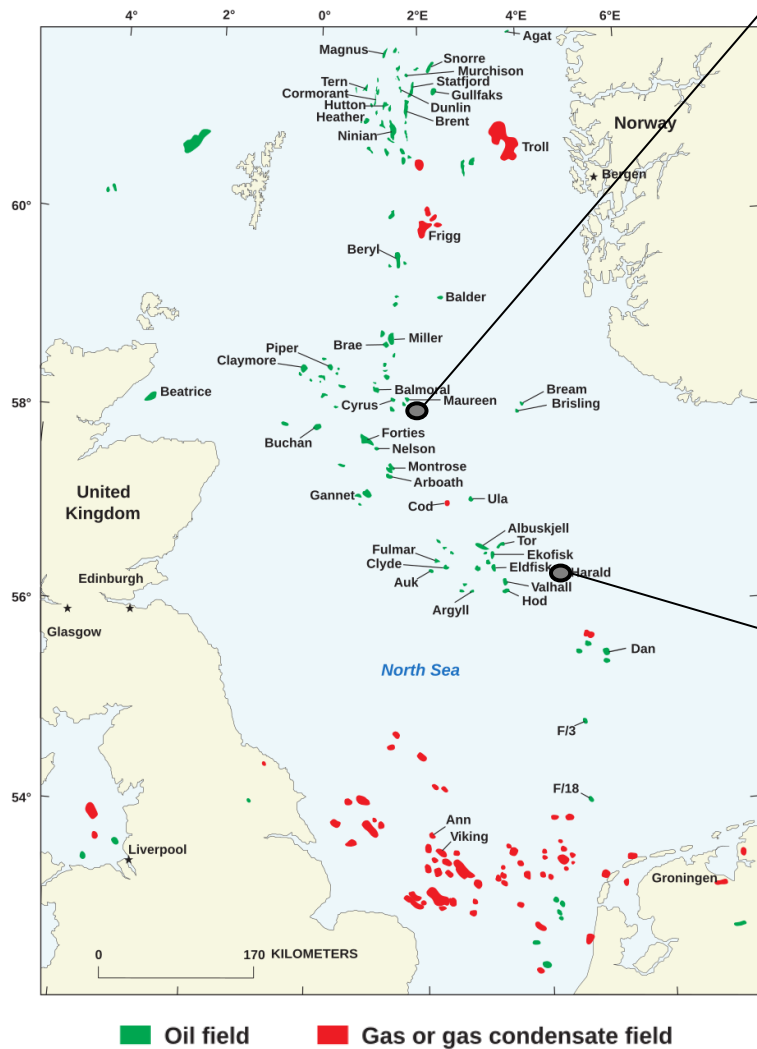 4°
2°
0°
2°E
4°E
6°E
Agat
Magnus
Snorre
Murchison
Tern
Statfjord
Cormorant
Gullfaks
Hutton
Dunlin
Heather
Brent
Norway
Ninian
Troll
Bergen
60°
Frigg
Beryl
Balder
Miller
Brae
Piper
Claymore
Beatrice
Balmoral
Bream
58°
Cyrus
Maureen
Brisling
Forties
Buchan
Nelson
Montrose
Arboath
United
Kingdom
Gannet
Ula
Cod
Albuskjell
Tor
Fulmar
Ekofisk
Clyde
Eldfisk
Harald
Edinburgh
Auk
Valhall
56°
Hod
Argyll
Glasgow
Dan
North Sea
F/3
F/18
54°
Ann
Viking
Liverpool
Groningen
0
170 KILOMETERS
Oil field
Gas or gas condensate field